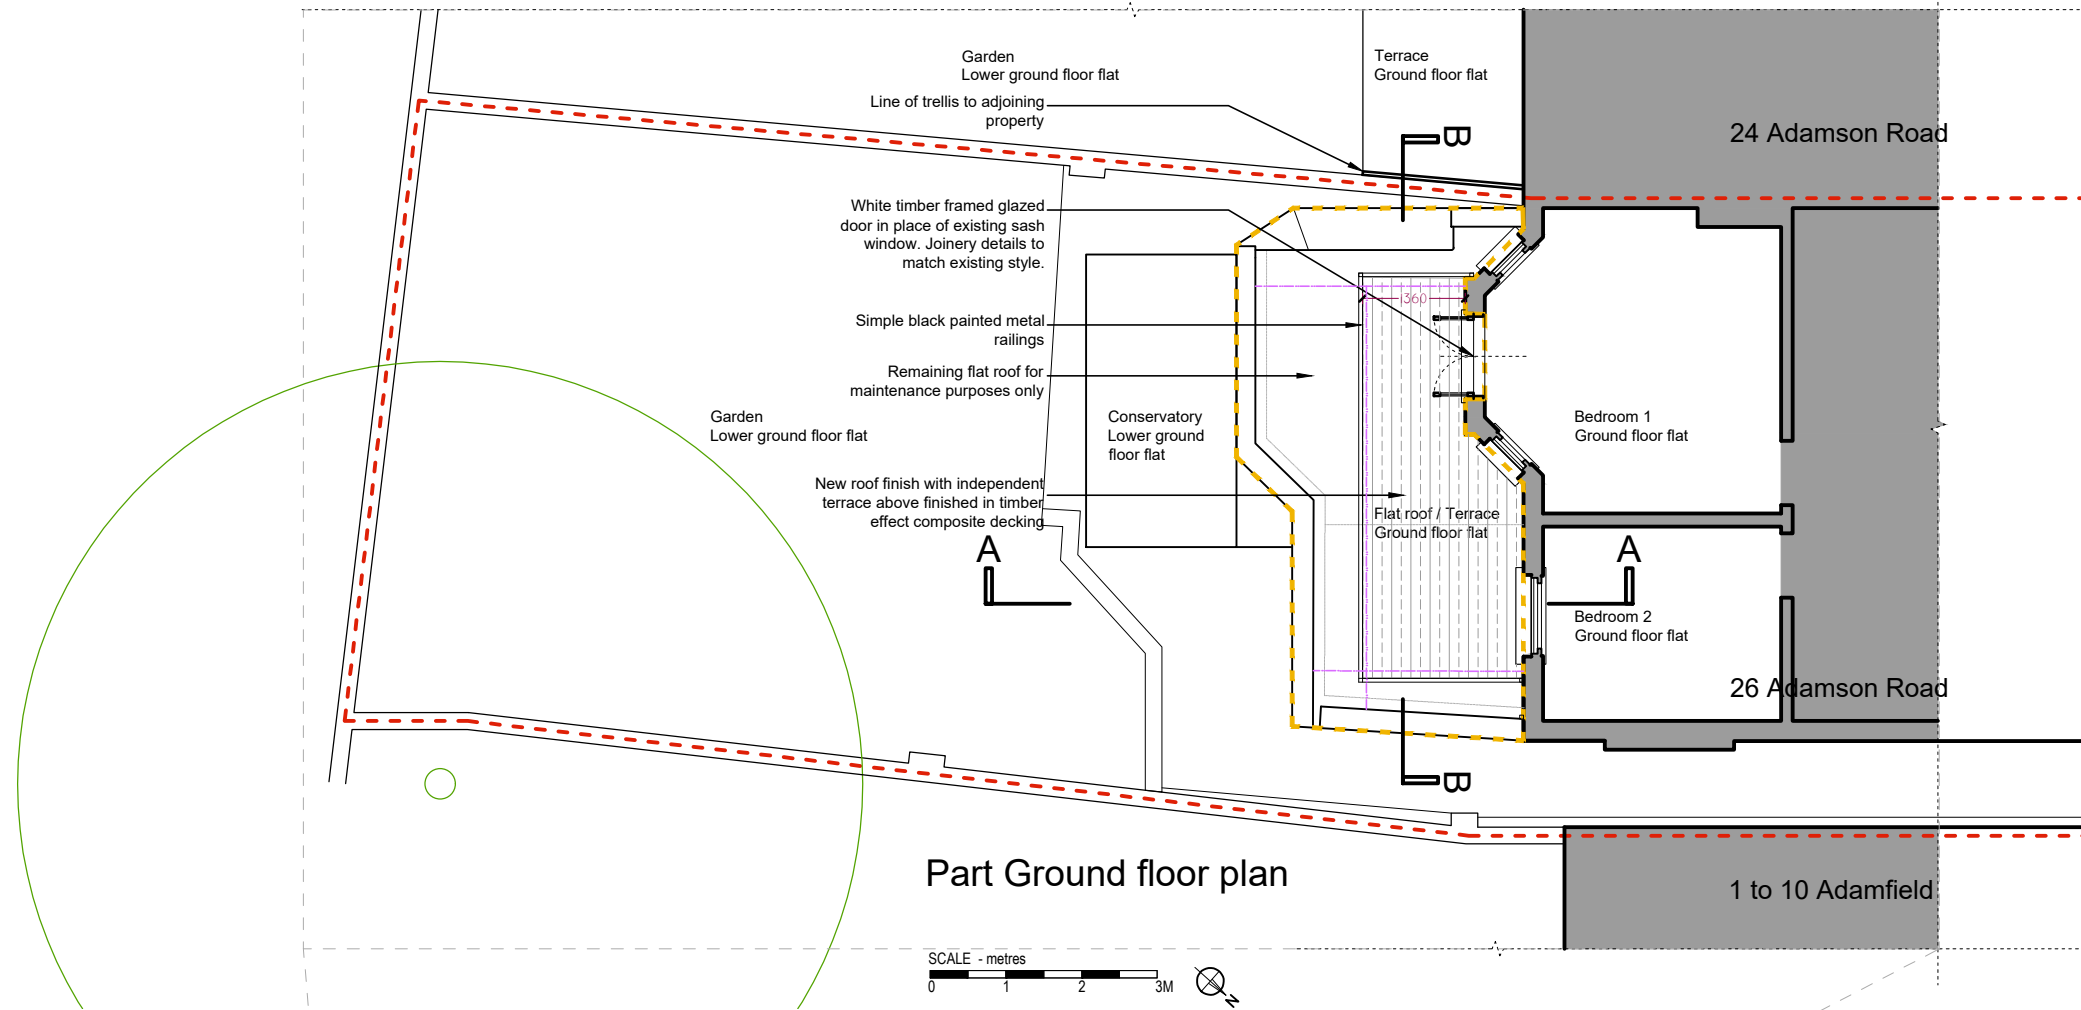 Garden
Lower ground floor flat
Terrace
Ground floor flat
Line of trellis to adjoining
property
B
24 Adamson Road
White timber framed glazed
door in place of existing sash
window. Joinery details to
match existing style.
1360
Simple black painted metal
railings
Remaining flat roof for
maintenance purposes only
Garden
Lower ground floor flat
Conservatory
Lower ground
floor flat
Bedroom 1
Ground floor flat
New roof finish with independent
terrace above finished in timber
effect composite decking
Flat roof / Terrace
Ground floor flat
A
A
Bedroom 2
Ground floor flat
26 Adamson Road
B
Part Ground floor plan
1 to 10 Adamfield
SCALE - metres
0 1 2 3M
N